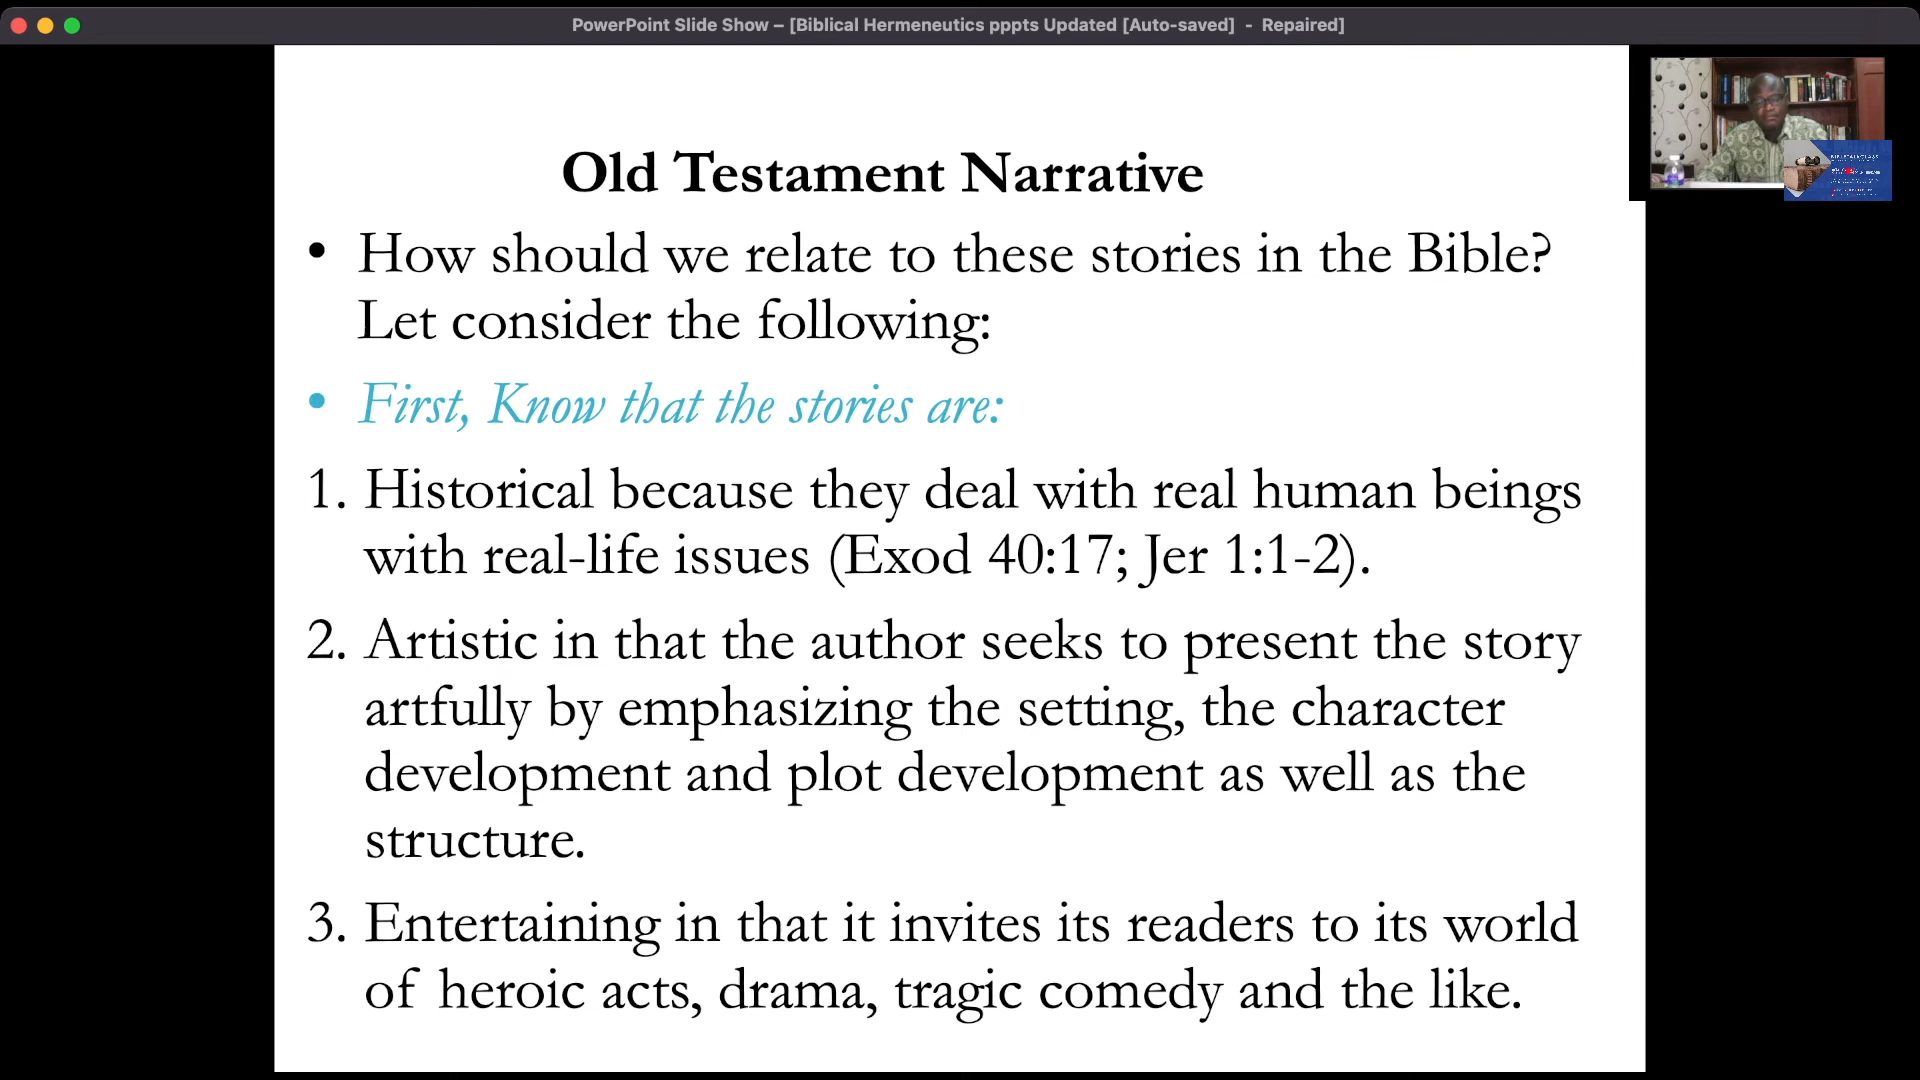 PowerPoint Slide Show – [Biblical Hermeneutics pppts Updated [Auto-saved] - Repaired]
Old Testament Narrative
• How should we relate to these stories in the Bible?
Let consider the following:
• First, Know that the stories are:
1. Historical because they deal with real human beings
with real-life issues (Exod 40:17; Jer 1:1-2).
2. Artistic in that the author seeks to present the story
artfully by emphasizing the setting, the character
development and plot development as well as the
structure.
3. Entertaining in that it invites its readers to its world
of heroic acts, drama, tragic comedy and the like.